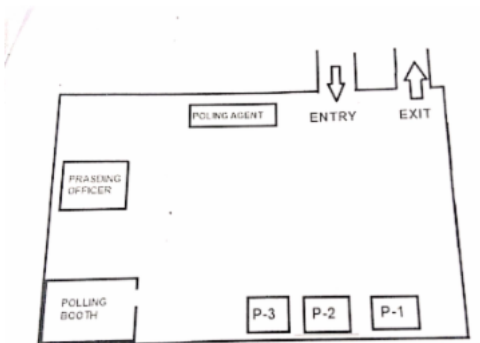 POLING AGENT
ENTRY
EXIT
PRASDING
OFFICER
POLLING
BOOTH
P-3
P-2
P-1